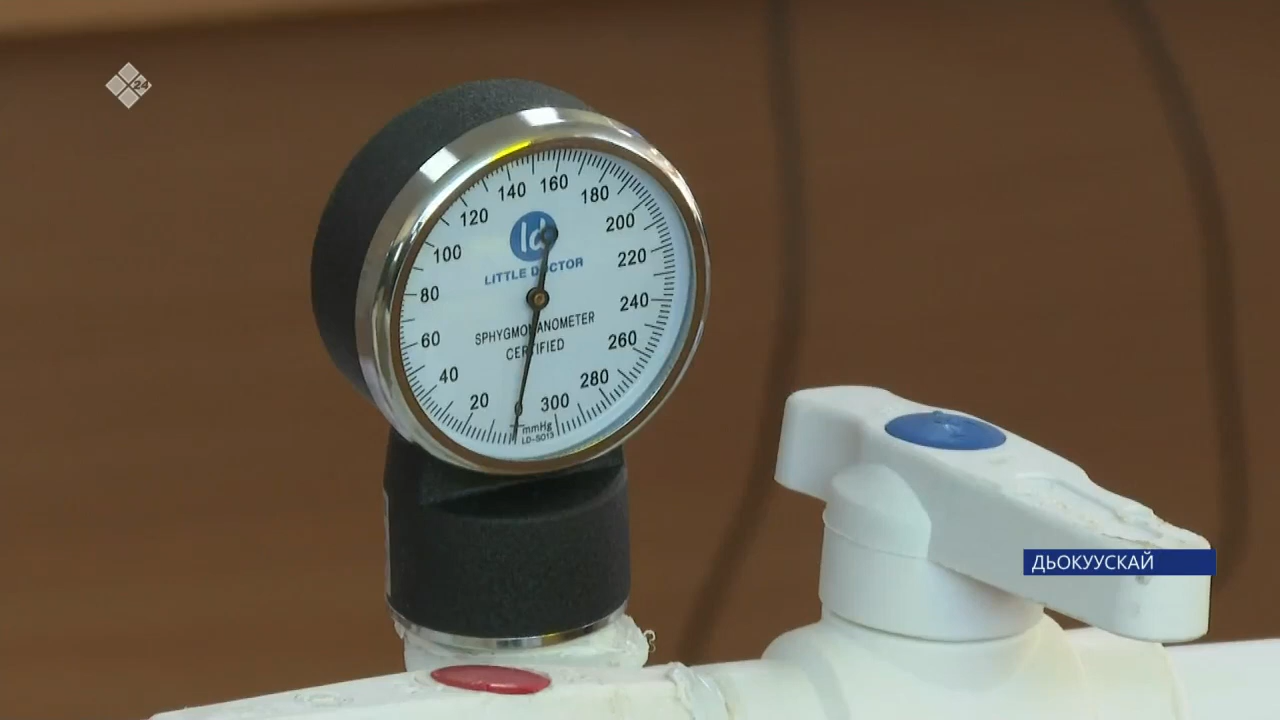 24
140 160
120 180
ld
200
100
LITTLE DOCTOR
220
80
240
SPHYGMOMANOMETER
60
CERTIFIED
260
40
280
20
300
mmHg
LD-S013
ДЬОКУУСКАЙ